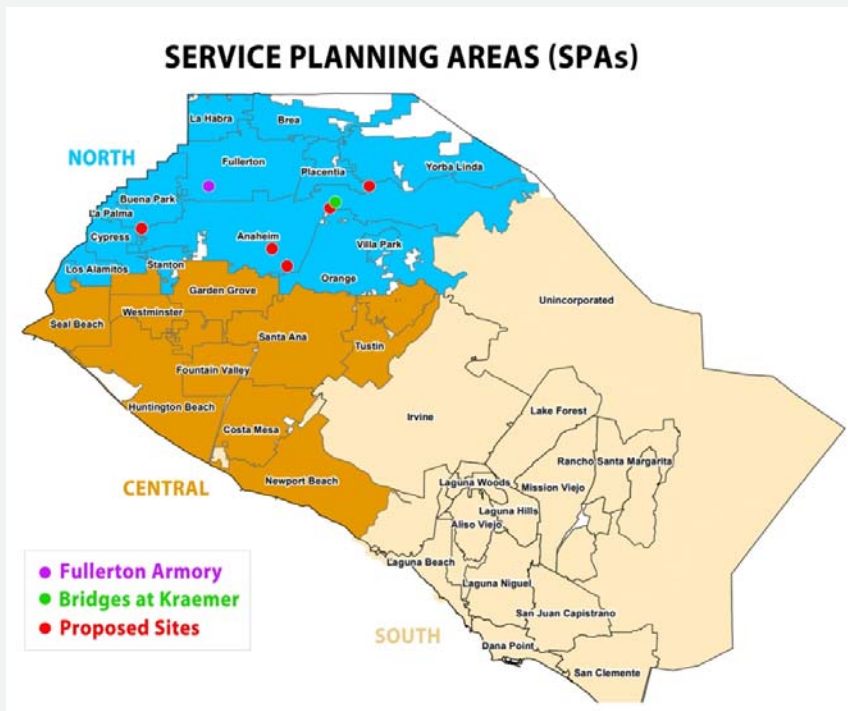 SERVICE PLANNING AREAS (SPAs)
La Habra
Brea
NORTH
Fullerton
Placentia
Yorba Linda
Buena Park
La Palma
Cypress
Anaheim
Villa Park
Los Alamitos
Stanton
Orange
Garden Grove
Unincorporated
Westminster
Seal Beach
Santa Ana
Tustin
Fountain Valley
Huntington Beach
Irvine
Lake Forest
Costa Mesa
Rancho Santa Margarita
CENTRAL
Newport Beach
Laguna Woods
Mission Viejo
Laguna Hills
Aliso Viejo
Laguna Beach
Laguna Niguel
San Juan Capistrano
SOUTH
Dana Point
San Clemente
Fullerton Armory
Bridges at Kraemer
Proposed Sites